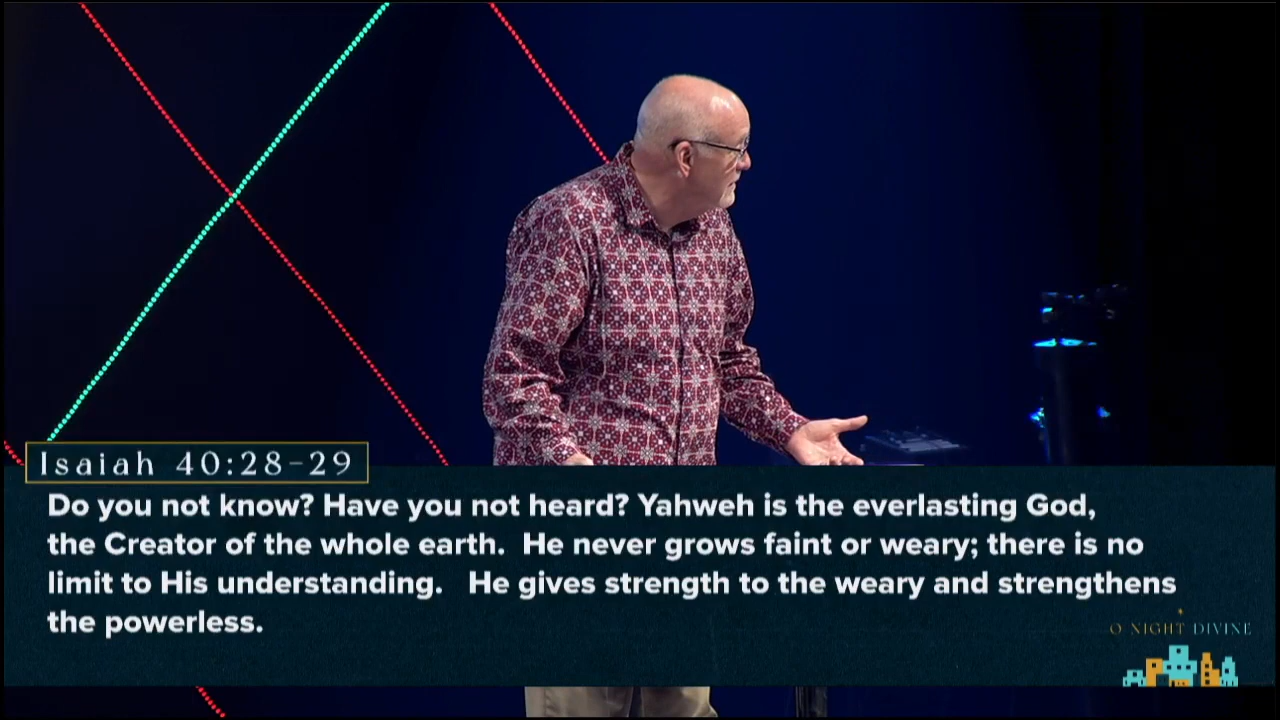 Isaiah 40:28-29
Do you not know? Have you not heard? Yahweh is the everlasting God,
the Creator of the whole earth.  He never grows faint or weary; there is no
limit to His understanding.   He gives strength to the weary and strengthens
the powerless.
O NIGHT DIVINE